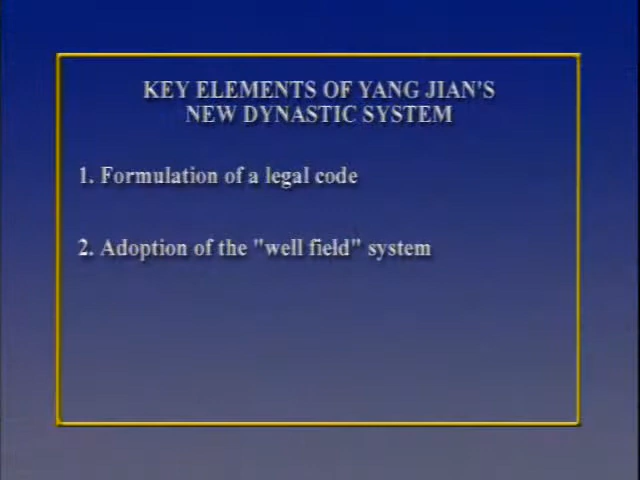 KEY ELEMENTS OF YANG JIAN'S
NEW DYNASTIC SYSTEM
1. Formulation of a legal code
2. Adoption of the "well field" system